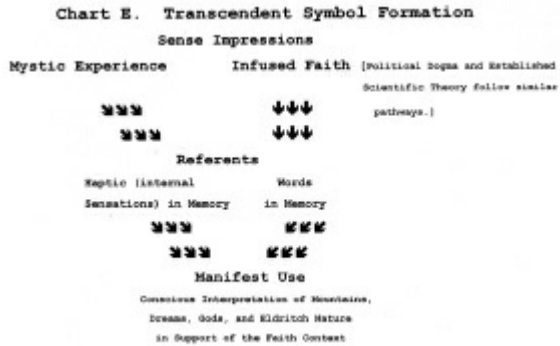 Chart E. Transcendent Symbol Formation
Sense Impressions
Mystic Experience Infused Faith [Political Dogma and Established
Scientific Theory follow similar
pathways.]
Referents
Haptic (internal Words
Sensations) in Memory in Memory
Manifest Use
Conscious Interpretation of Mountains,
Dreams, Gods, and Eldritch Nature
in Support of the Faith Context